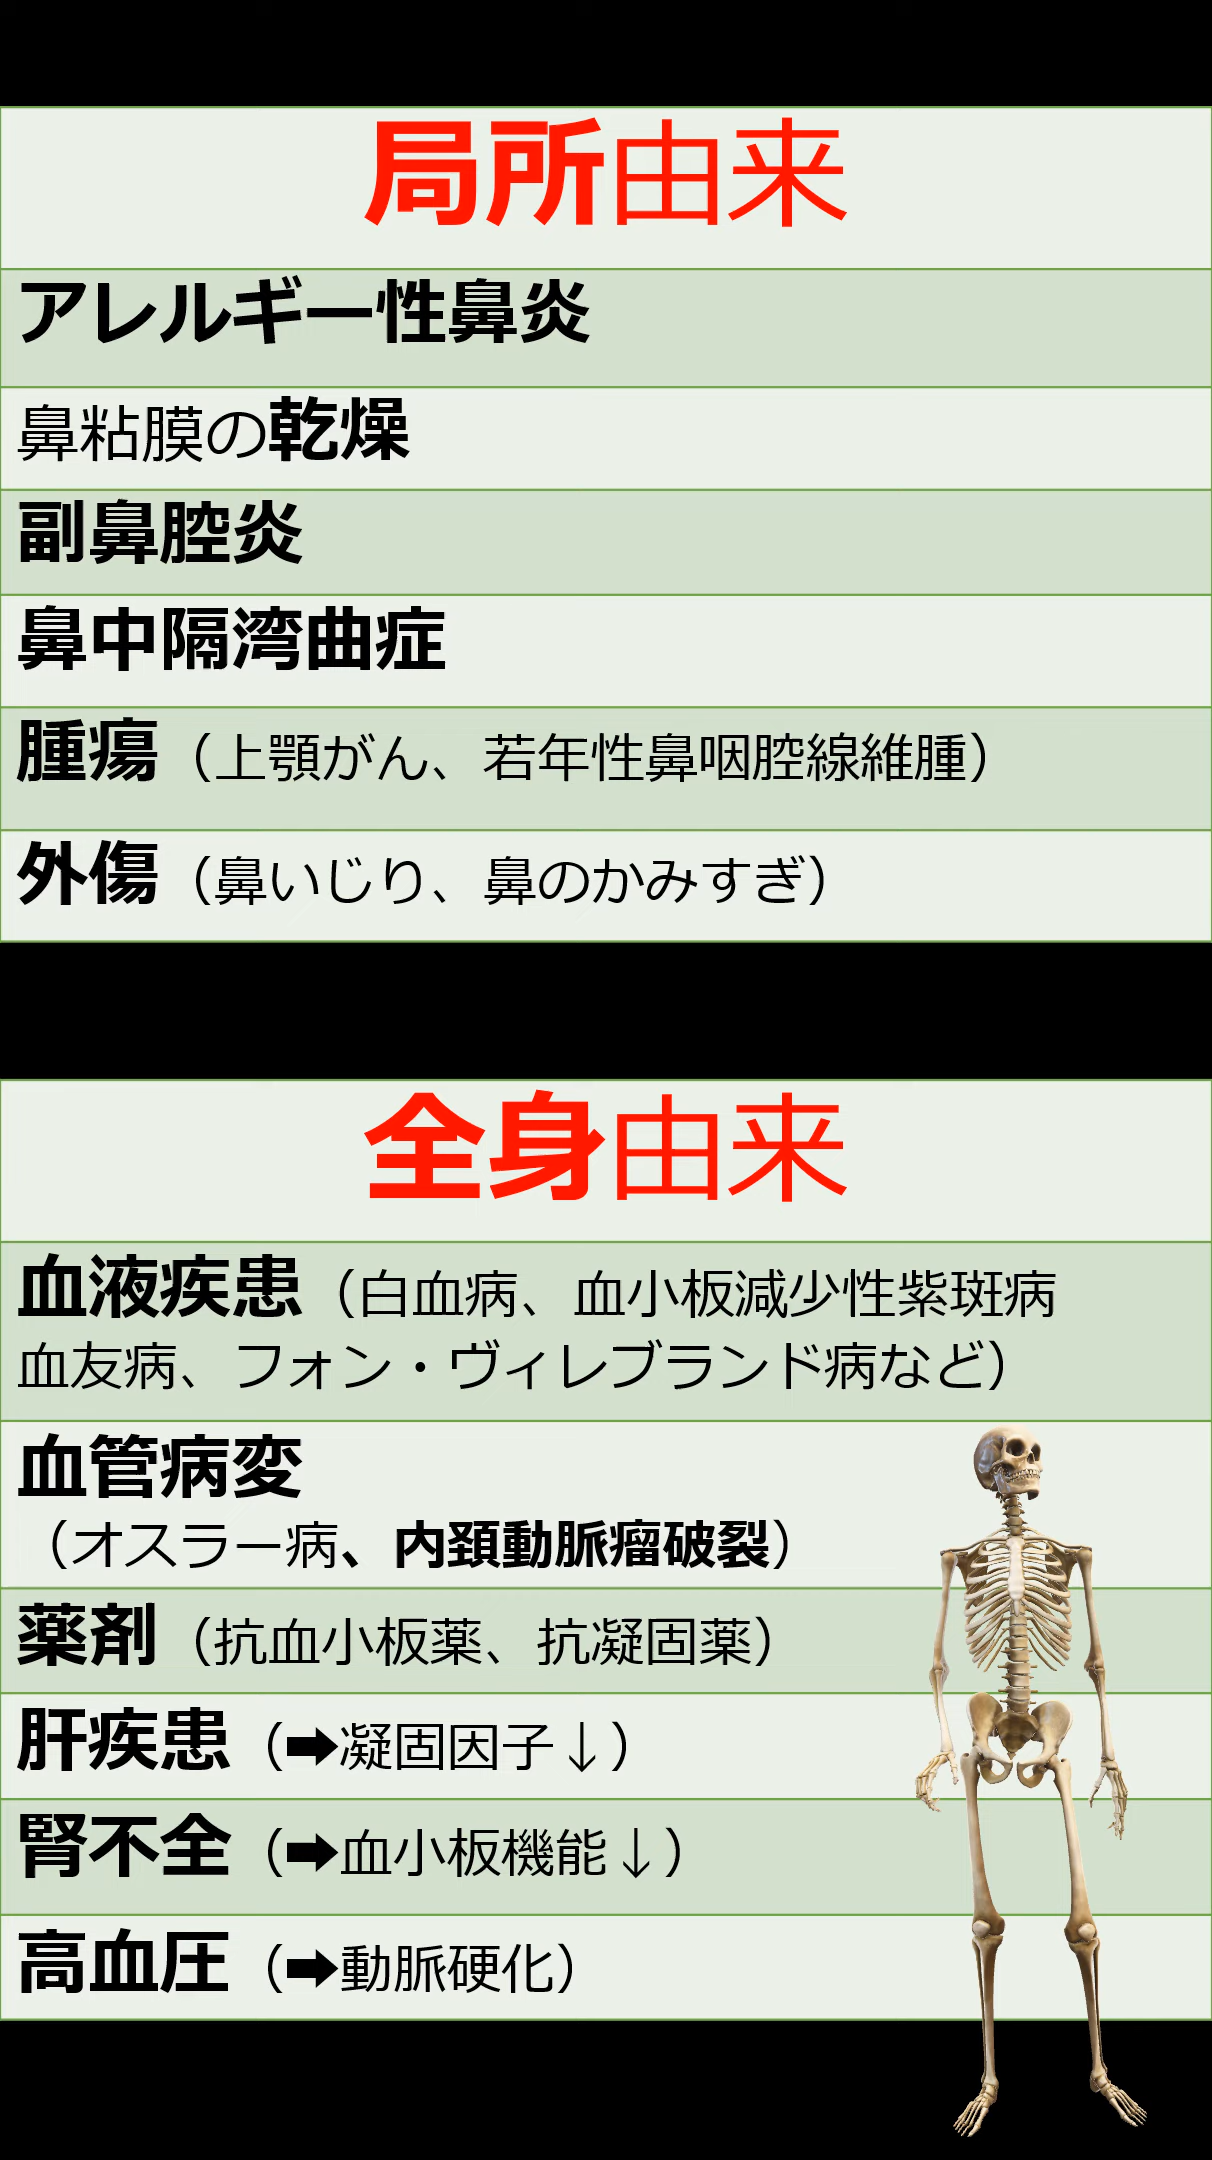 局所由来
アレルギー性鼻炎
鼻粘膜の乾燥
副鼻腔炎
鼻中隔湾曲症
腫瘍（上顎がん、若年性鼻咽腔線維腫）
外傷（鼻いじり、鼻のかみすぎ）
全身由来
血液疾患（白血病、血小板減少性紫斑病
血友病、フォン・ヴィレブランド病など）
血管病変
（オスラー病、内頚動脈瘤破裂）
薬剤（抗血小板薬、抗凝固薬）
肝疾患（➡凝固因子↓）
腎不全（➡血小板機能↓）
高血圧（➡動脈硬化）